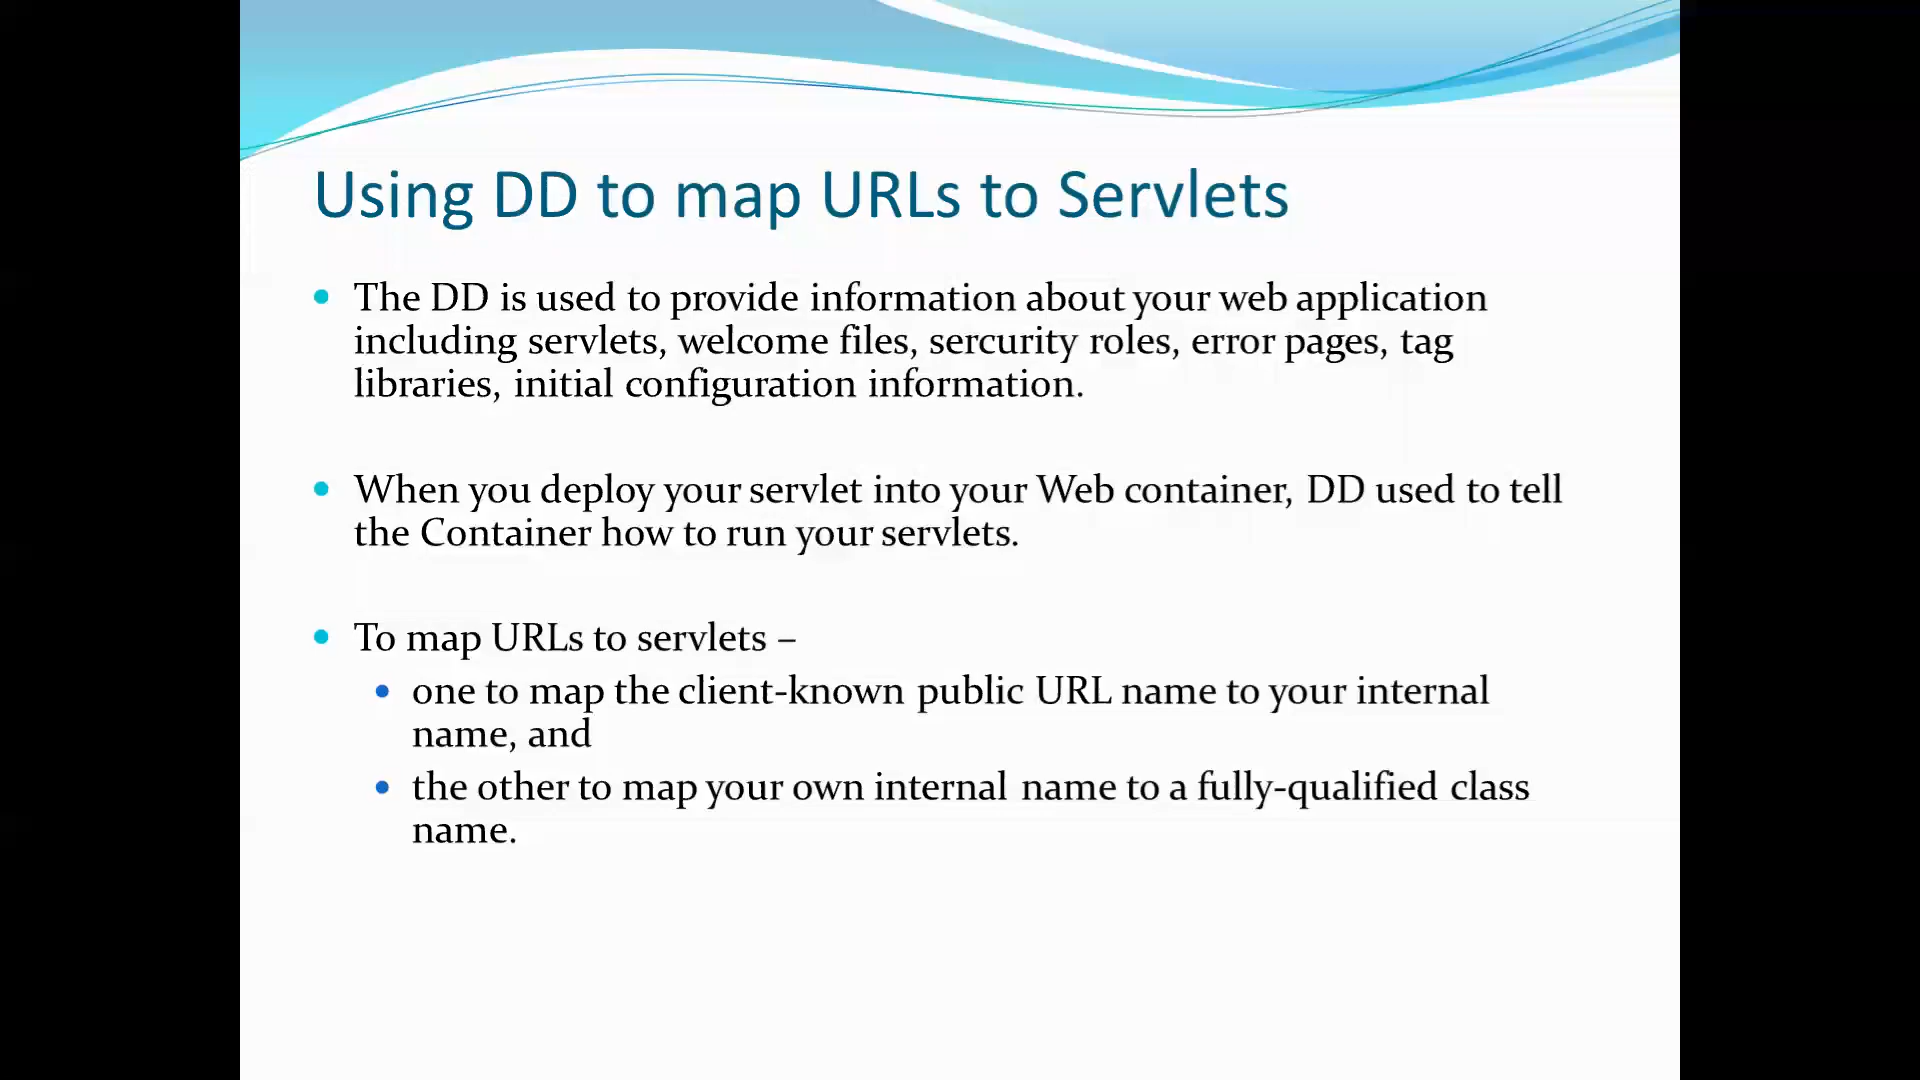 Using DD to map URLs to Servlets
• The DD is used to provide information about your web application
including servlets, welcome files, sercurity roles, error pages, tag
libraries, initial configuration information.
• When you deploy your servlet into your Web container, DD used to tell
the Container how to run your servlets.
• To map URLs to servlets –
• one to map the client-known public URL name to your internal
name, and
• the other to map your own internal name to a fully-qualified class
name.